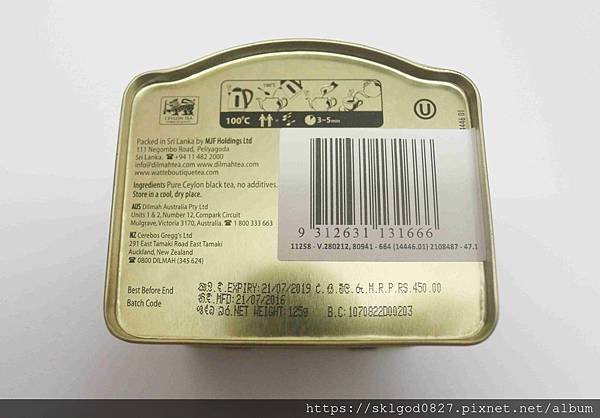 100°C
CEYLON TEA
100°C
3~5min
U
14446 01
Packed in Sri Lanka by MJF Holdings Ltd
111 Negombo Road, Peliyagoda
Sri Lanka. ☎+94 11 482 2000
info@dilmahtea.com www.dilmahtea.com
www.watteboutiquetea.com
Ingredients Pure Ceylon black tea, no additives.
Store in a cool, dry place.
AUS Dilmah Australia Pty Ltd
Units 1 & 2, Number 12, Compark Circuit
Mulgrave, Victoria 3170, Australia. ☎ 1 800 333 663
NZ Cerebos Gregg's Ltd
291 East Tamaki Road East Tamaki
Auckland, New Zealand
☎ 0800 DILMAH (345 624)
9 312631 131666
11258 - V.280212, 80941 - 664 (14446.01) 2108487 - 47.1
Best Before End
Batch Code
EXPIRY:21/07/2019 M.R.P.RS.450.00
MFD:21/07/2016
NET WEIGHT:125g B.C:1070822D00203
https://sklgod0827.pixnet.net/album